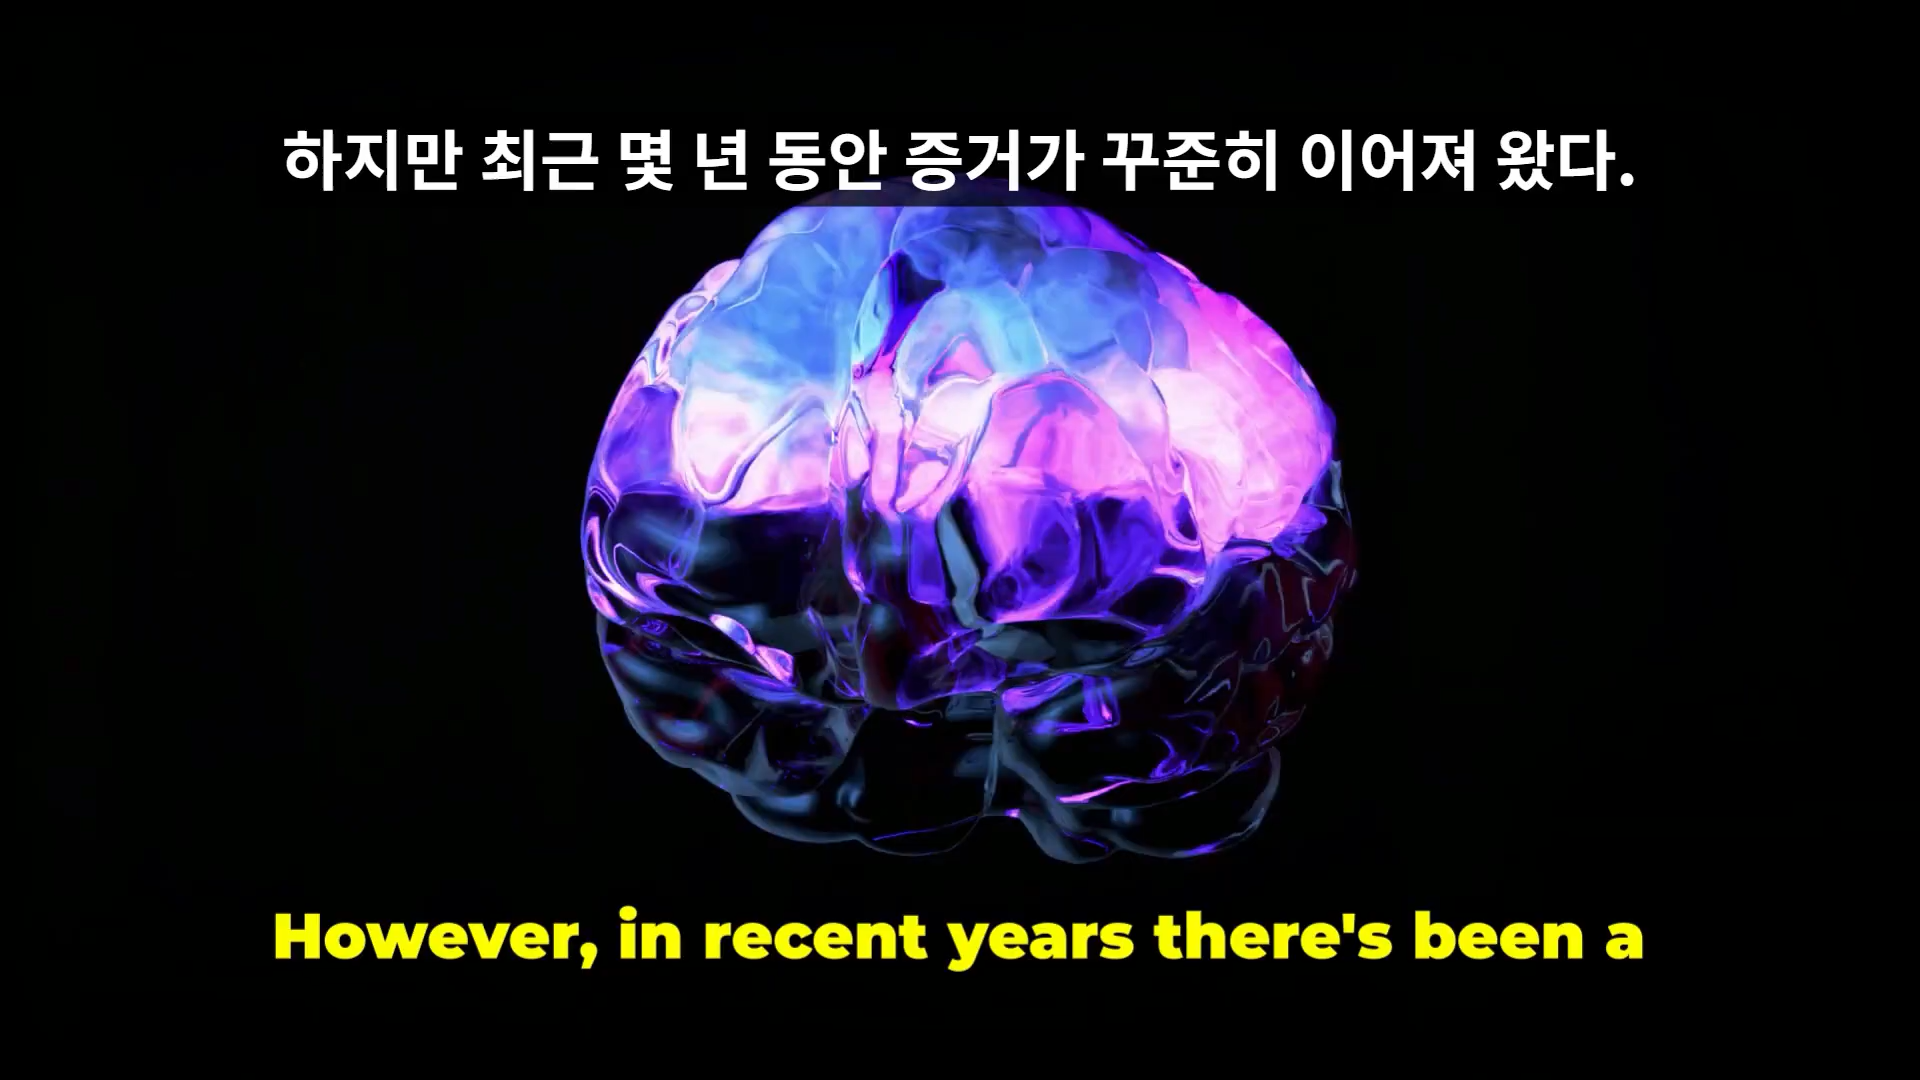 하지만 최근 몇 년 동안 증거가 꾸준히 이어져 왔다.
However, in recent years there's been a